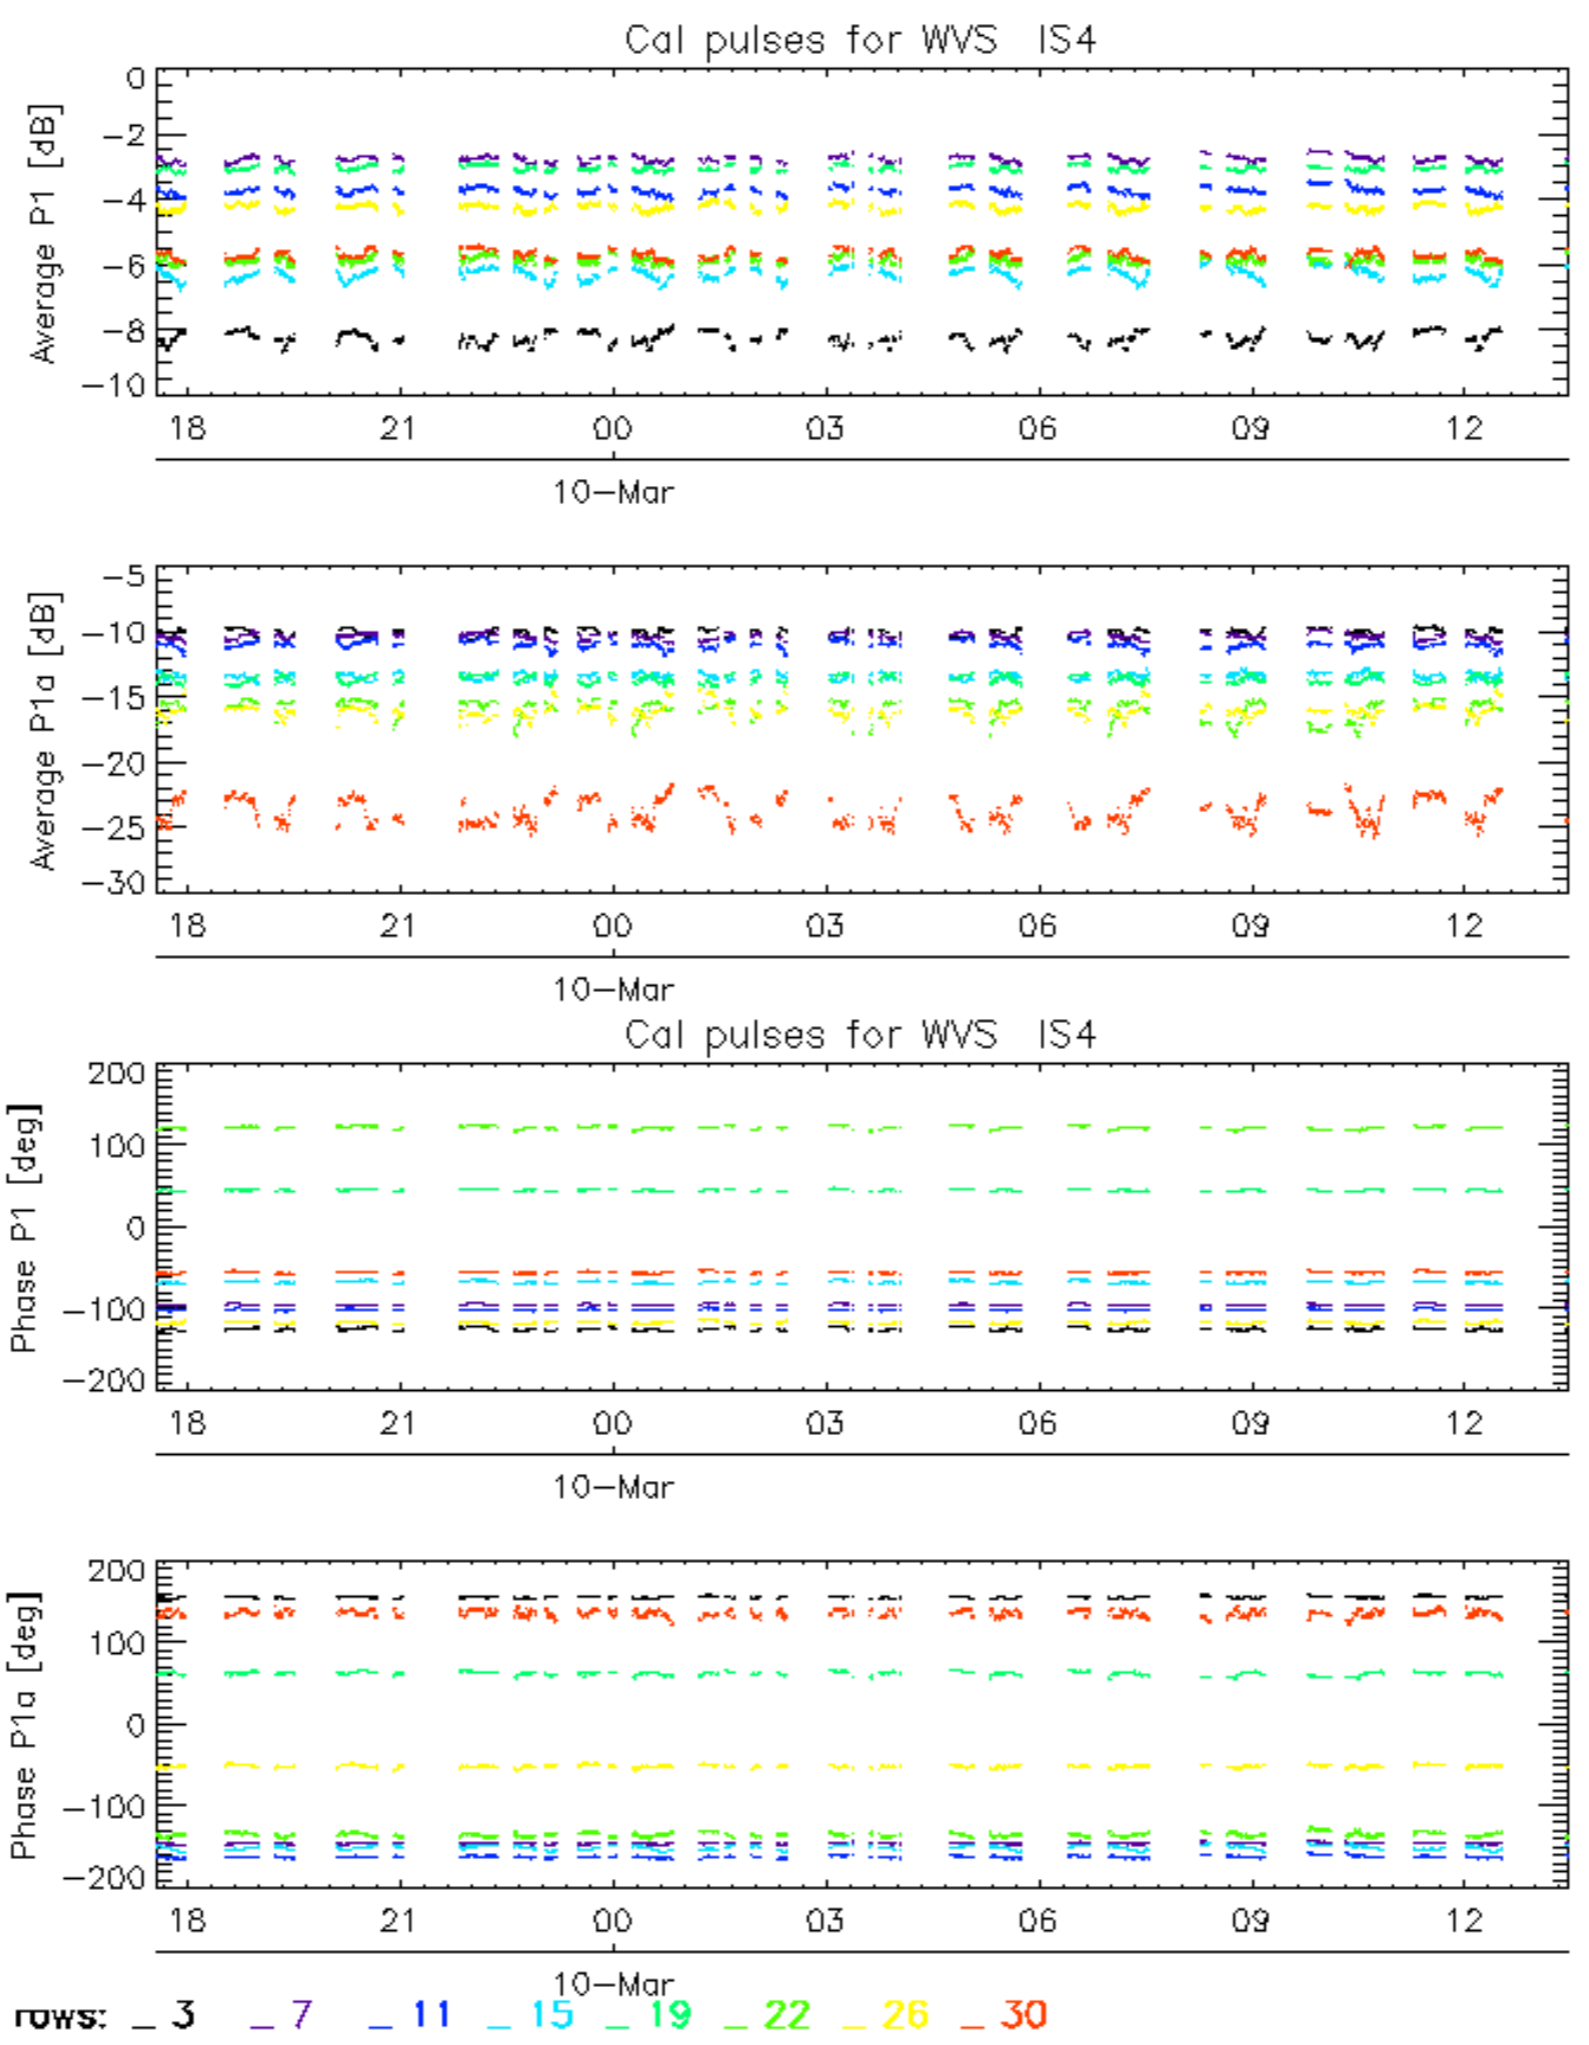 Cal pulses for WVS IS4
Average P1 [dB]
0
−2
−4
−6
−8
−10
18 21 00 03 06 09 12
10−Mar
Average P1a [dB]
−5
−10
−15
−20
−25
−30
18 21 00 03 06 09 12
10−Mar
Cal pulses for WVS IS4
Phase P1 [deg]
200
100
0
−100
−200
18 21 00 03 06 09 12
10−Mar
Phase P1a [deg]
200
100
0
−100
−200
18 21 00 03 06 09 12
10−Mar
rows: _ 3 _ 7 _ 11 _ 15 _ 19 _ 22 _ 26 _ 30